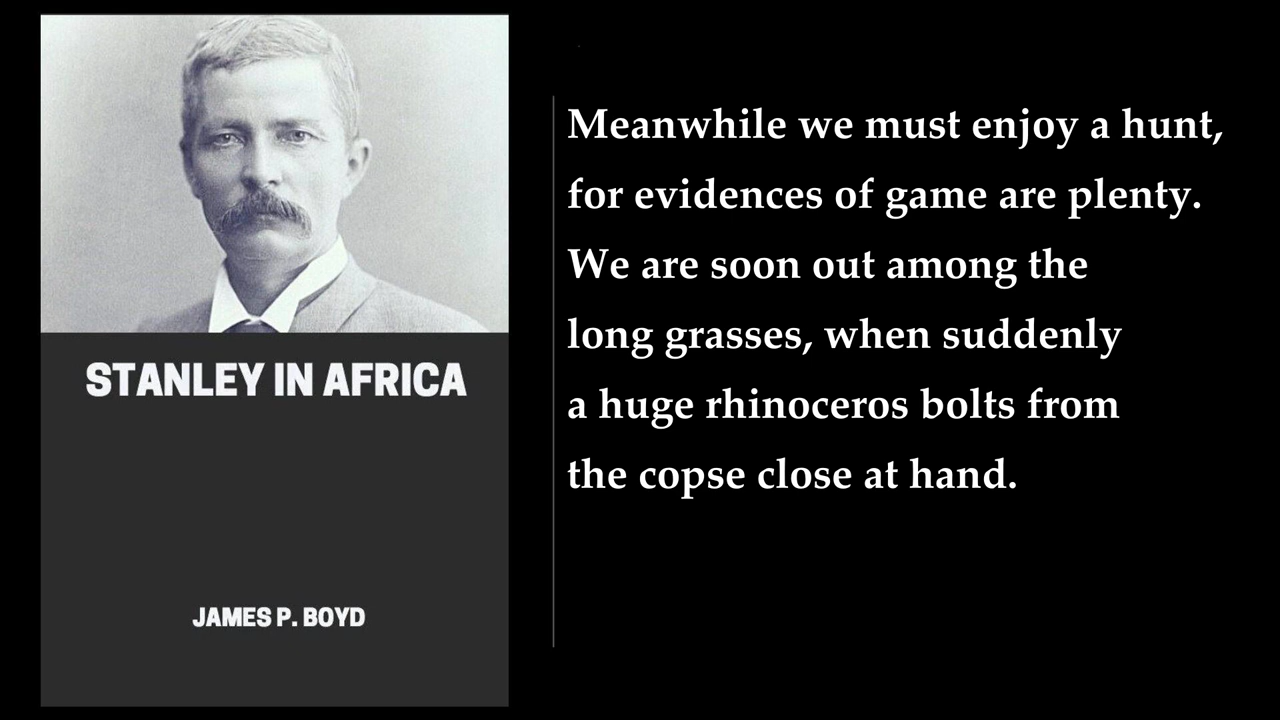 STANLEY IN AFRICA
JAMES P. BOYD
Meanwhile we must enjoy a hunt,
for evidences of game are plenty.
We are soon out among the
long grasses, when suddenly
a huge rhinoceros bolts from
the copse close at hand.